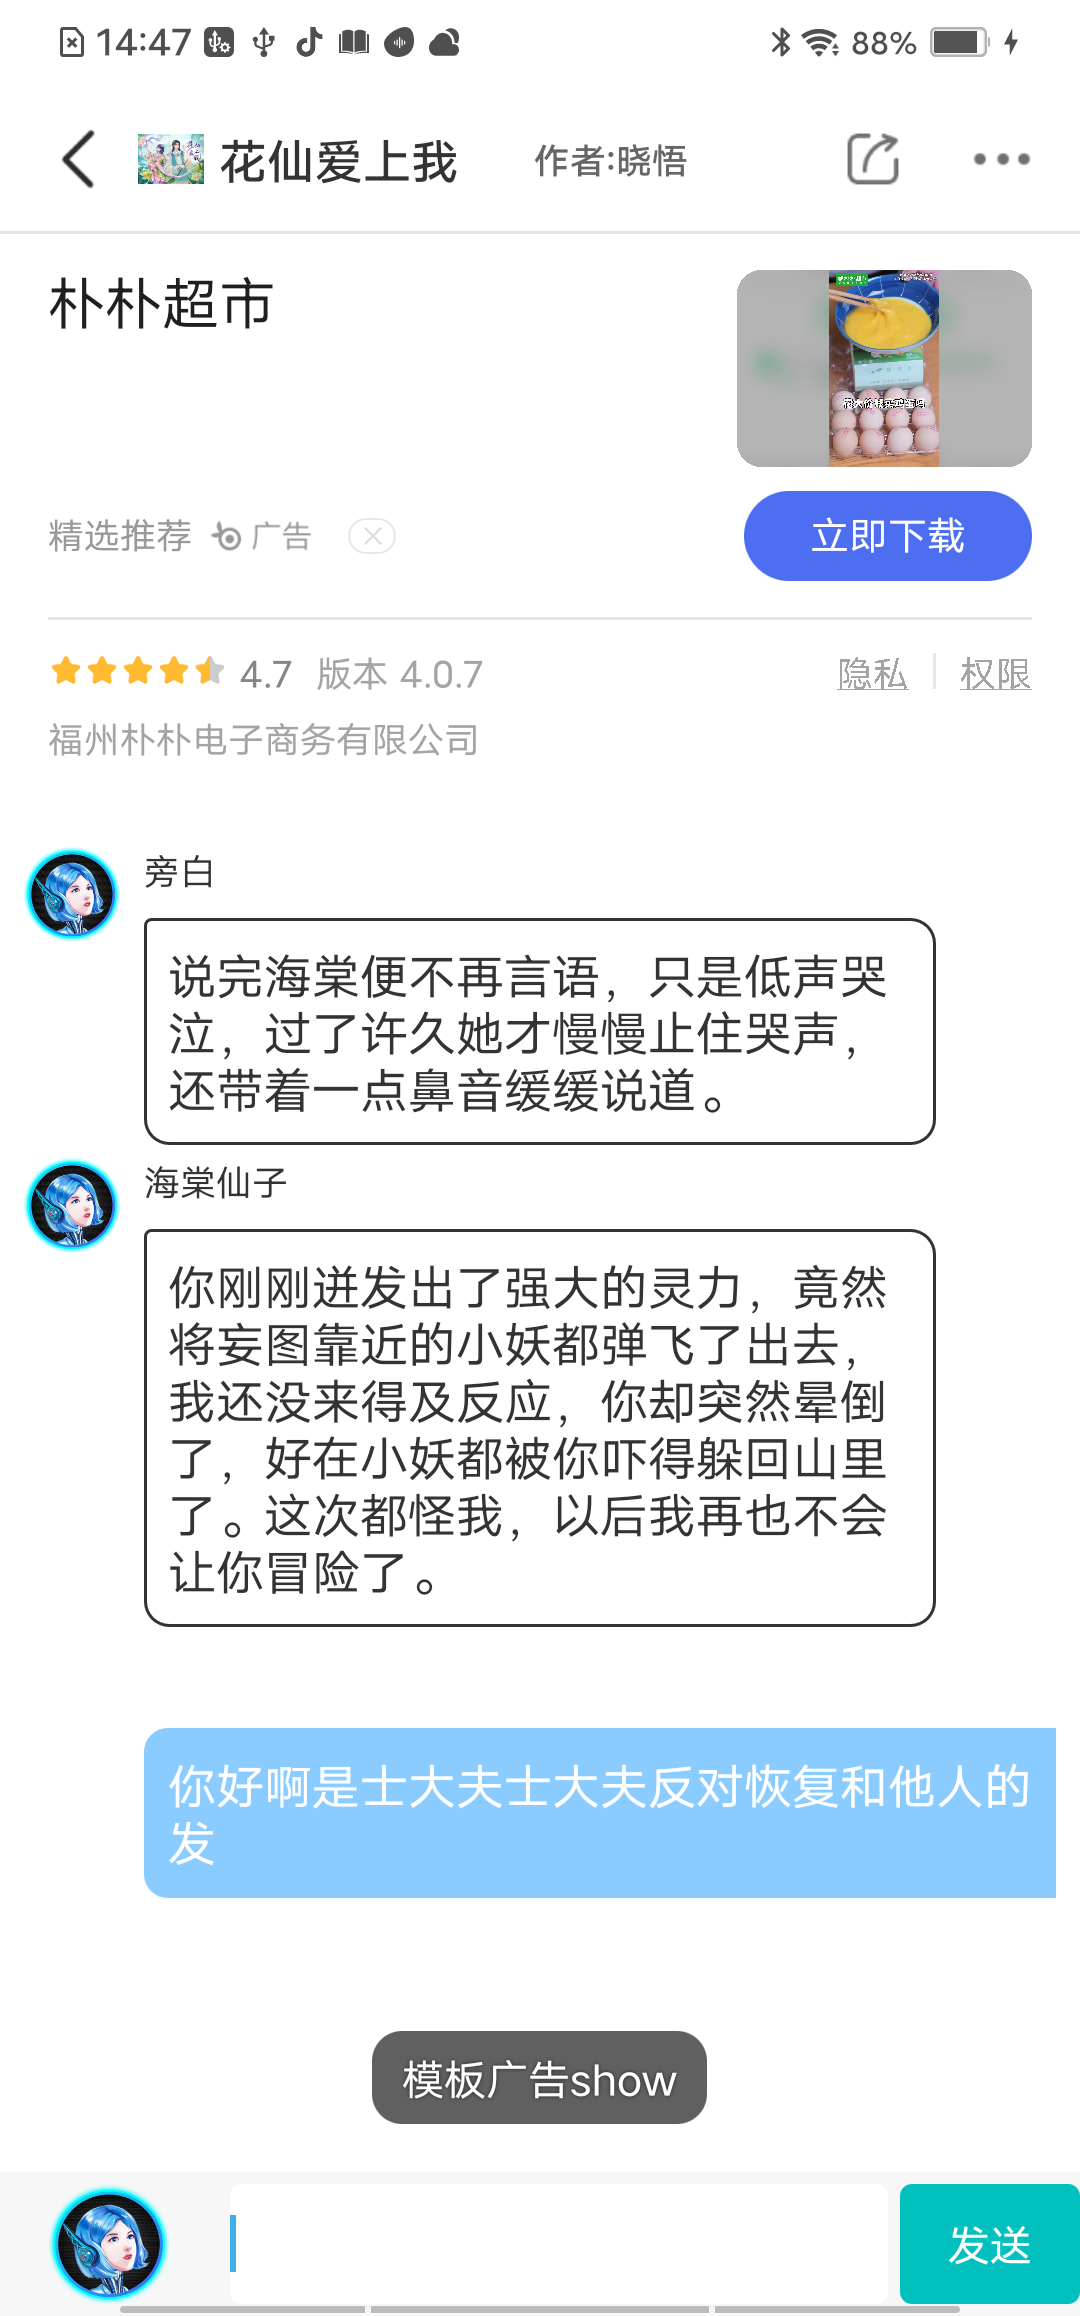 14:47
88%
花仙爱上我
作者:晓悟
朴朴超市
精选推荐
广告
立即下载
4.7 版本 4.0.7
隐私
权限
福州朴朴电子商务有限公司
旁白
说完海棠便不再言语，只是低声哭
泣，过了许久她才慢慢止住哭声，
还带着一点鼻音缓缓说道。
海棠仙子
你刚刚迸发出了强大的灵力，竟然
将妄图靠近的小妖都弹飞了出去，
我还没来得及反应，你却突然晕倒
了，好在小妖都被你吓得躲回山里
了。这次都怪我，以后我再也不会
让你冒险了。
你好啊是士大夫士大夫反对恢复和他人的
发
模板广告show
发送